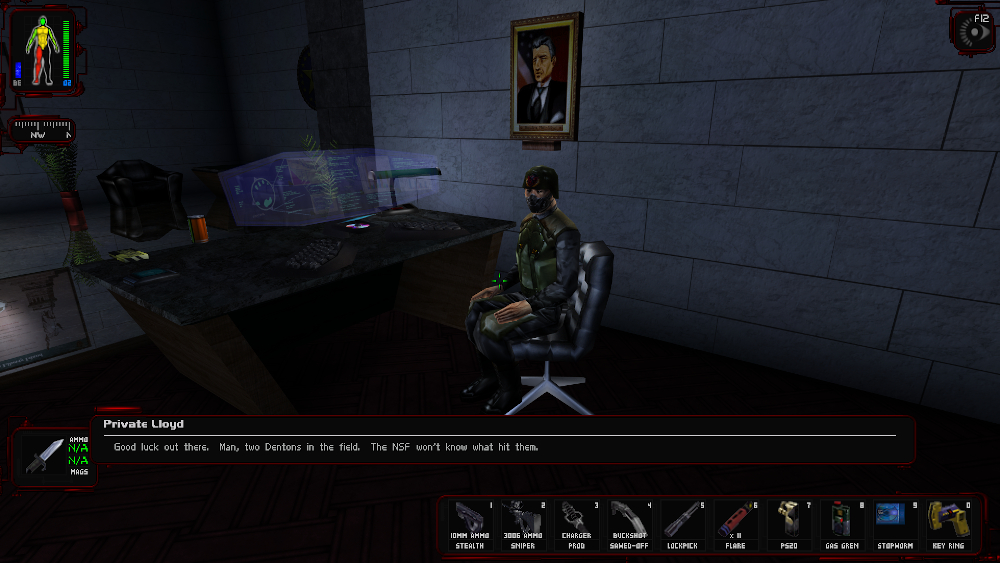 F12
NW N
Private Lloyd
Good luck out there. Man, two Dentons in the field. The NSF won't know what hit them.
AMMO
N/A
N/A
MAGS
1 2 3 4 5 6 7 8 9 0
10MM AMMO 3006 AMMO CHARGER BUCKSHOT X 11
STEALTH SNIPER PROD SAWED-OFF LOCKPICK FLARE PS20 GAS GREN STOPWORM KEY RING